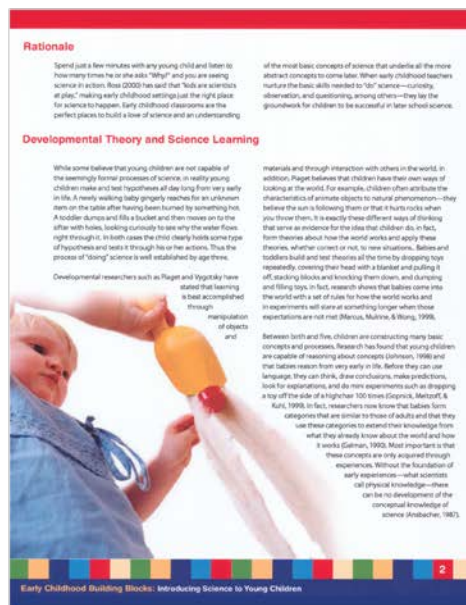 Rationale
Spend just a few minutes with any young child and listen to
how many times he or she asks "Why?" and you are seeing
science in action. Ross (2000) has said that "kids are scientists
at play," making early childhood settings just the right place
for science to happen. Early childhood classrooms are the
perfect places to build a love of science and an understanding
of the most basic concepts of science that underlie all the more
abstract concepts to come later. When early childhood teachers
nurture the basic skills needed to "do" science—curiosity,
observation, and questioning, among others—they lay the
groundwork for children to be successful in later school science.
Developmental Theory and Science Learning
While some believe that young children are not capable of
the seemingly formal processes of science, in reality young
children make and test hypotheses all day long from very early
in life. A newly walking baby gingerly reaches for an unknown
item on the table after having been burned by something hot.
A toddler dumps and fills a bucket and then moves on to the
sifter with holes, looking curiously to see why the water flows
right through it. In both cases the child clearly holds some type
of hypothesis and tests it through his or her actions. Thus the
process of "doing" science is well established by age three.
Developmental researchers such as Piaget and Vygotsky have
stated that learning
is best accomplished
through
manipulation
of objects
and
materials and through interaction with others in the world. In
addition, Piaget believes that children have their own ways of
looking at the world. For example, children often attribute the
characteristics of animate objects to natural phenomenon—they
believe the sun is following them or that it hurts rocks when
you throw them. It is exactly these different ways of thinking
that serve as evidence for the idea that children do, in fact,
form theories about how the world works and apply these
theories, whether correct or not, to new situations. Babies and
toddlers build and test theories all the time by dropping toys
repeatedly, covering their head with a blanket and pulling it
off, stacking blocks and knocking them down, and dumping
and filling toys. In fact, research shows that babies come into
the world with a set of rules for how the world works and
in experiments will stare at something longer when those
expectations are not met (Marcus, Mulrine, & Wong, 1999).
Between birth and five, children are constructing many basic
concepts and processes. Research has found that young children
are capable of reasoning about concepts (Johnson, 1998) and
that babies reason from very early in life. Before they can use
language, they can think, draw conclusions, make predictions,
look for explanations, and do mini experiments such as dropping
a toy off the side of a highchair 100 times (Gopnick, Meltzoff, &
Kuhl, 1999). In fact, researchers now know that babies form
categories that are similar to those of adults and that they
use these categories to extend their knowledge from
what they already know about the world and how
it works (Gelman, 1999). Most important is that
these concepts are only acquired through
experiences. Without the foundation of
early experiences—what scientists
call physical knowledge—there
can be no development of the
conceptual knowledge of
science (Ansbacher, 1987).
2
Early Childhood Building Blocks: Introducing Science to Young Children